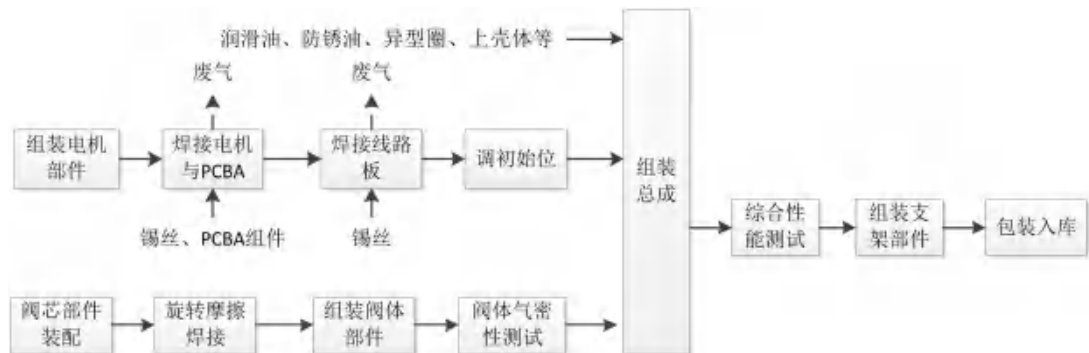 润滑油、防锈油、异型圈、上壳体等
废气
废气
组装电机
部件
焊接电机
与PCBA
焊接线路
板
调初始位
组装
总成
锡丝、PCBA组件
锡丝
综合性
能测试
组装支
架部件
包装入库
阀芯部件
装配
旋转摩擦
焊接
组装阀体
部件
阀体气密
性测试